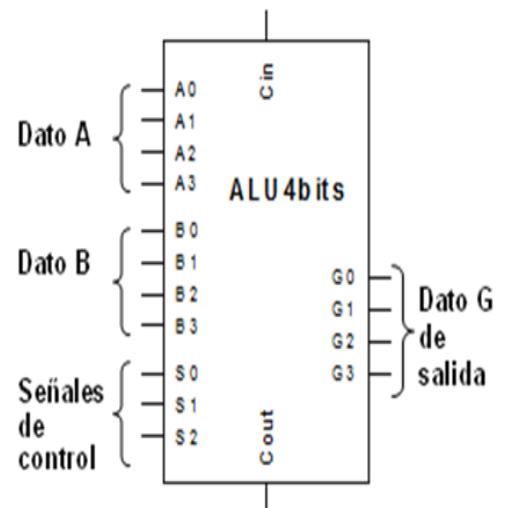 Cin
ALU4bits
Dato A
A0
A1
A2
A3
Dato B
B0
B1
B2
B3
Señales
de
control
S0
S1
S2
G0
G1
G2
G3
Dato G
de
salida
Cout